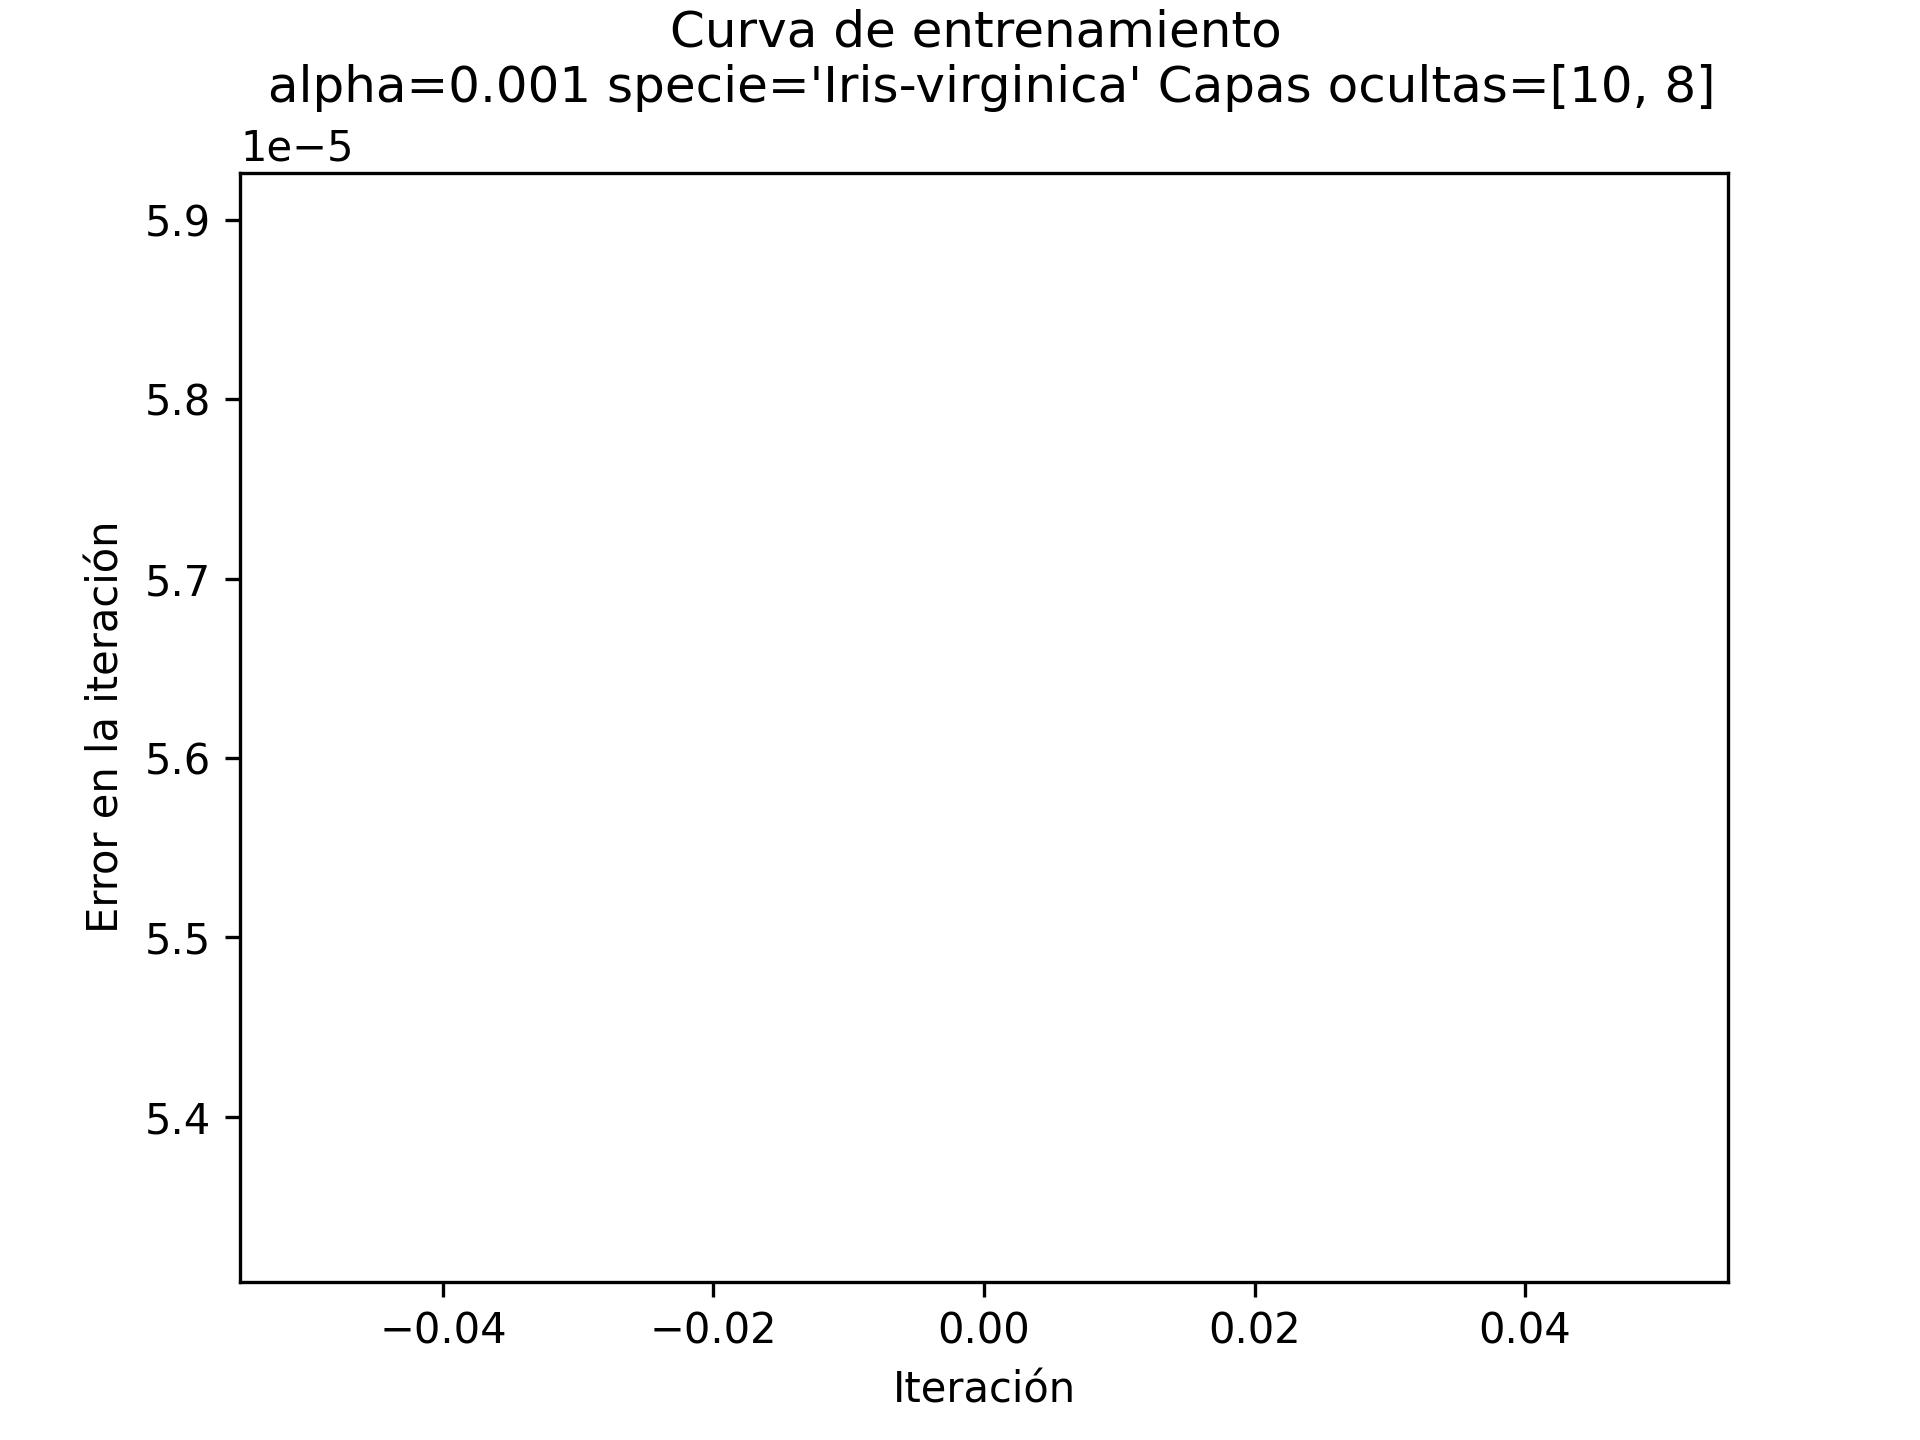 Curva de entrenamiento
alpha=0.001 specie='Iris-virginica' Capas ocultas=[10, 8]
1e−5
5.9
5.8
5.7
5.6
5.5
5.4
Error en la iteración
−0.04 −0.02 0.00 0.02 0.04
Iteración